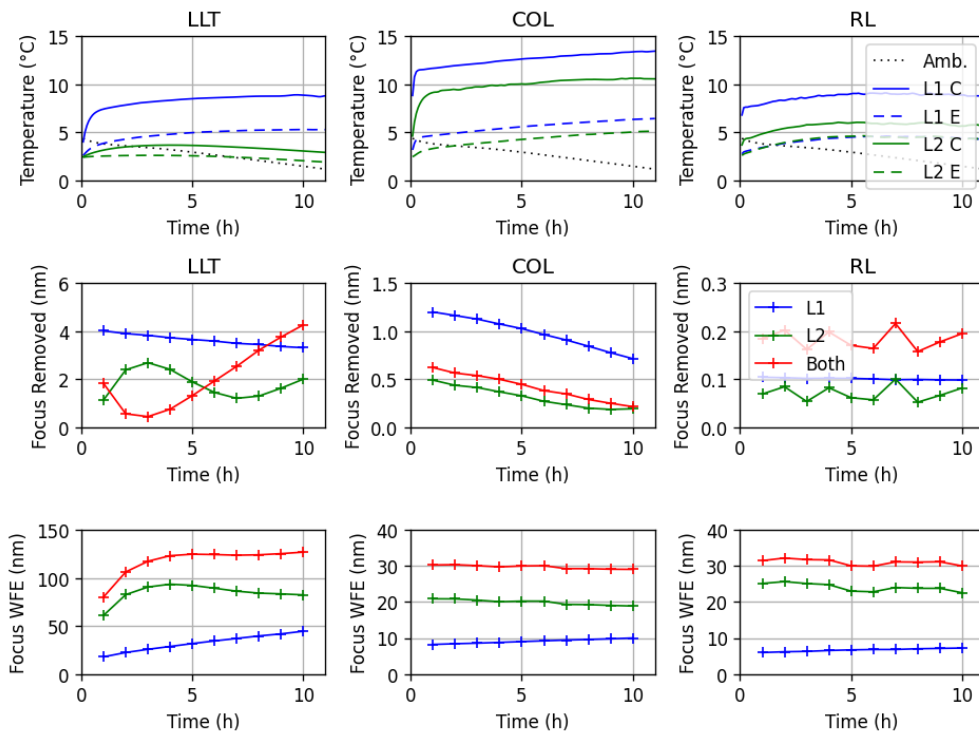 LLT COL RL
15 15 15
10 10 10
5 5 5
0 0 0
Temperature (°C) Temperature (°C) Temperature (°C)
Amb.
L1 C
L1 E
L2 C
L2 E
0 5 10 0 5 10 0 5 10
Time (h) Time (h) Time (h)
LLT COL RL
6 1.5 0.3
4 1.0 0.2
2 0.5 0.1
0 0.0 0.0
Focus Removed (nm) Focus Removed (nm) Focus Removed (nm)
L1
L2
Both
0 5 10 0 5 10 0 5 10
Time (h) Time (h) Time (h)
150 40 40
100 30 30
50 20 20
0 10 10
0 0
Focus WFE (nm) Focus WFE (nm) Focus WFE (nm)
0 5 10 0 5 10 0 5 10
Time (h) Time (h) Time (h)